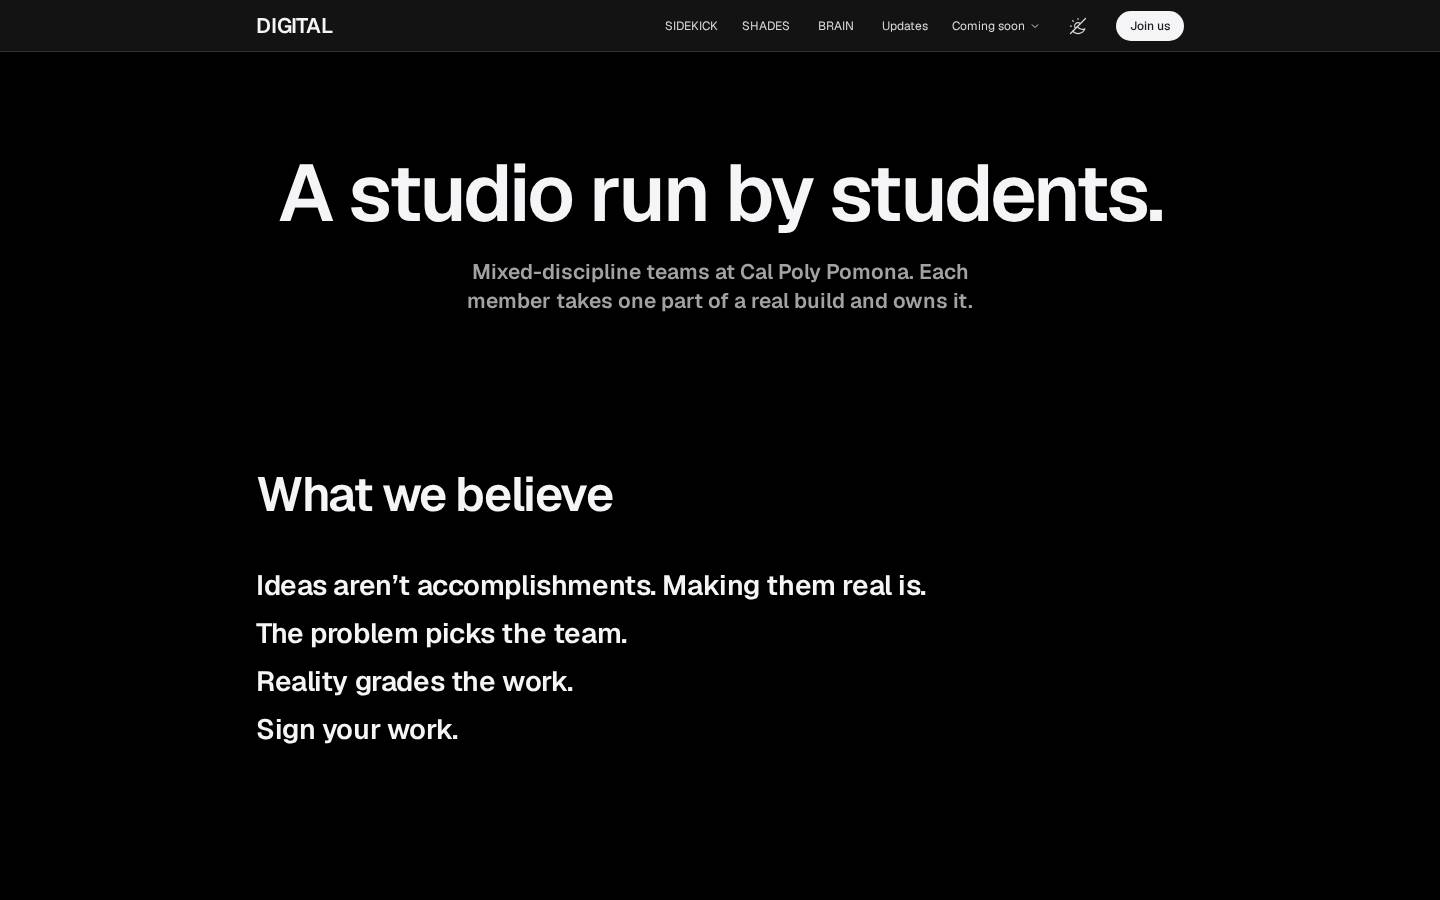 DIGITAL
SIDEKICK SHADES BRAIN Updates Coming soon Join us
A studio run by students.
Mixed-discipline teams at Cal Poly Pomona. Each
member takes one part of a real build and owns it.
What we believe
Ideas aren’t accomplishments. Making them real is.
The problem picks the team.
Reality grades the work.
Sign your work.